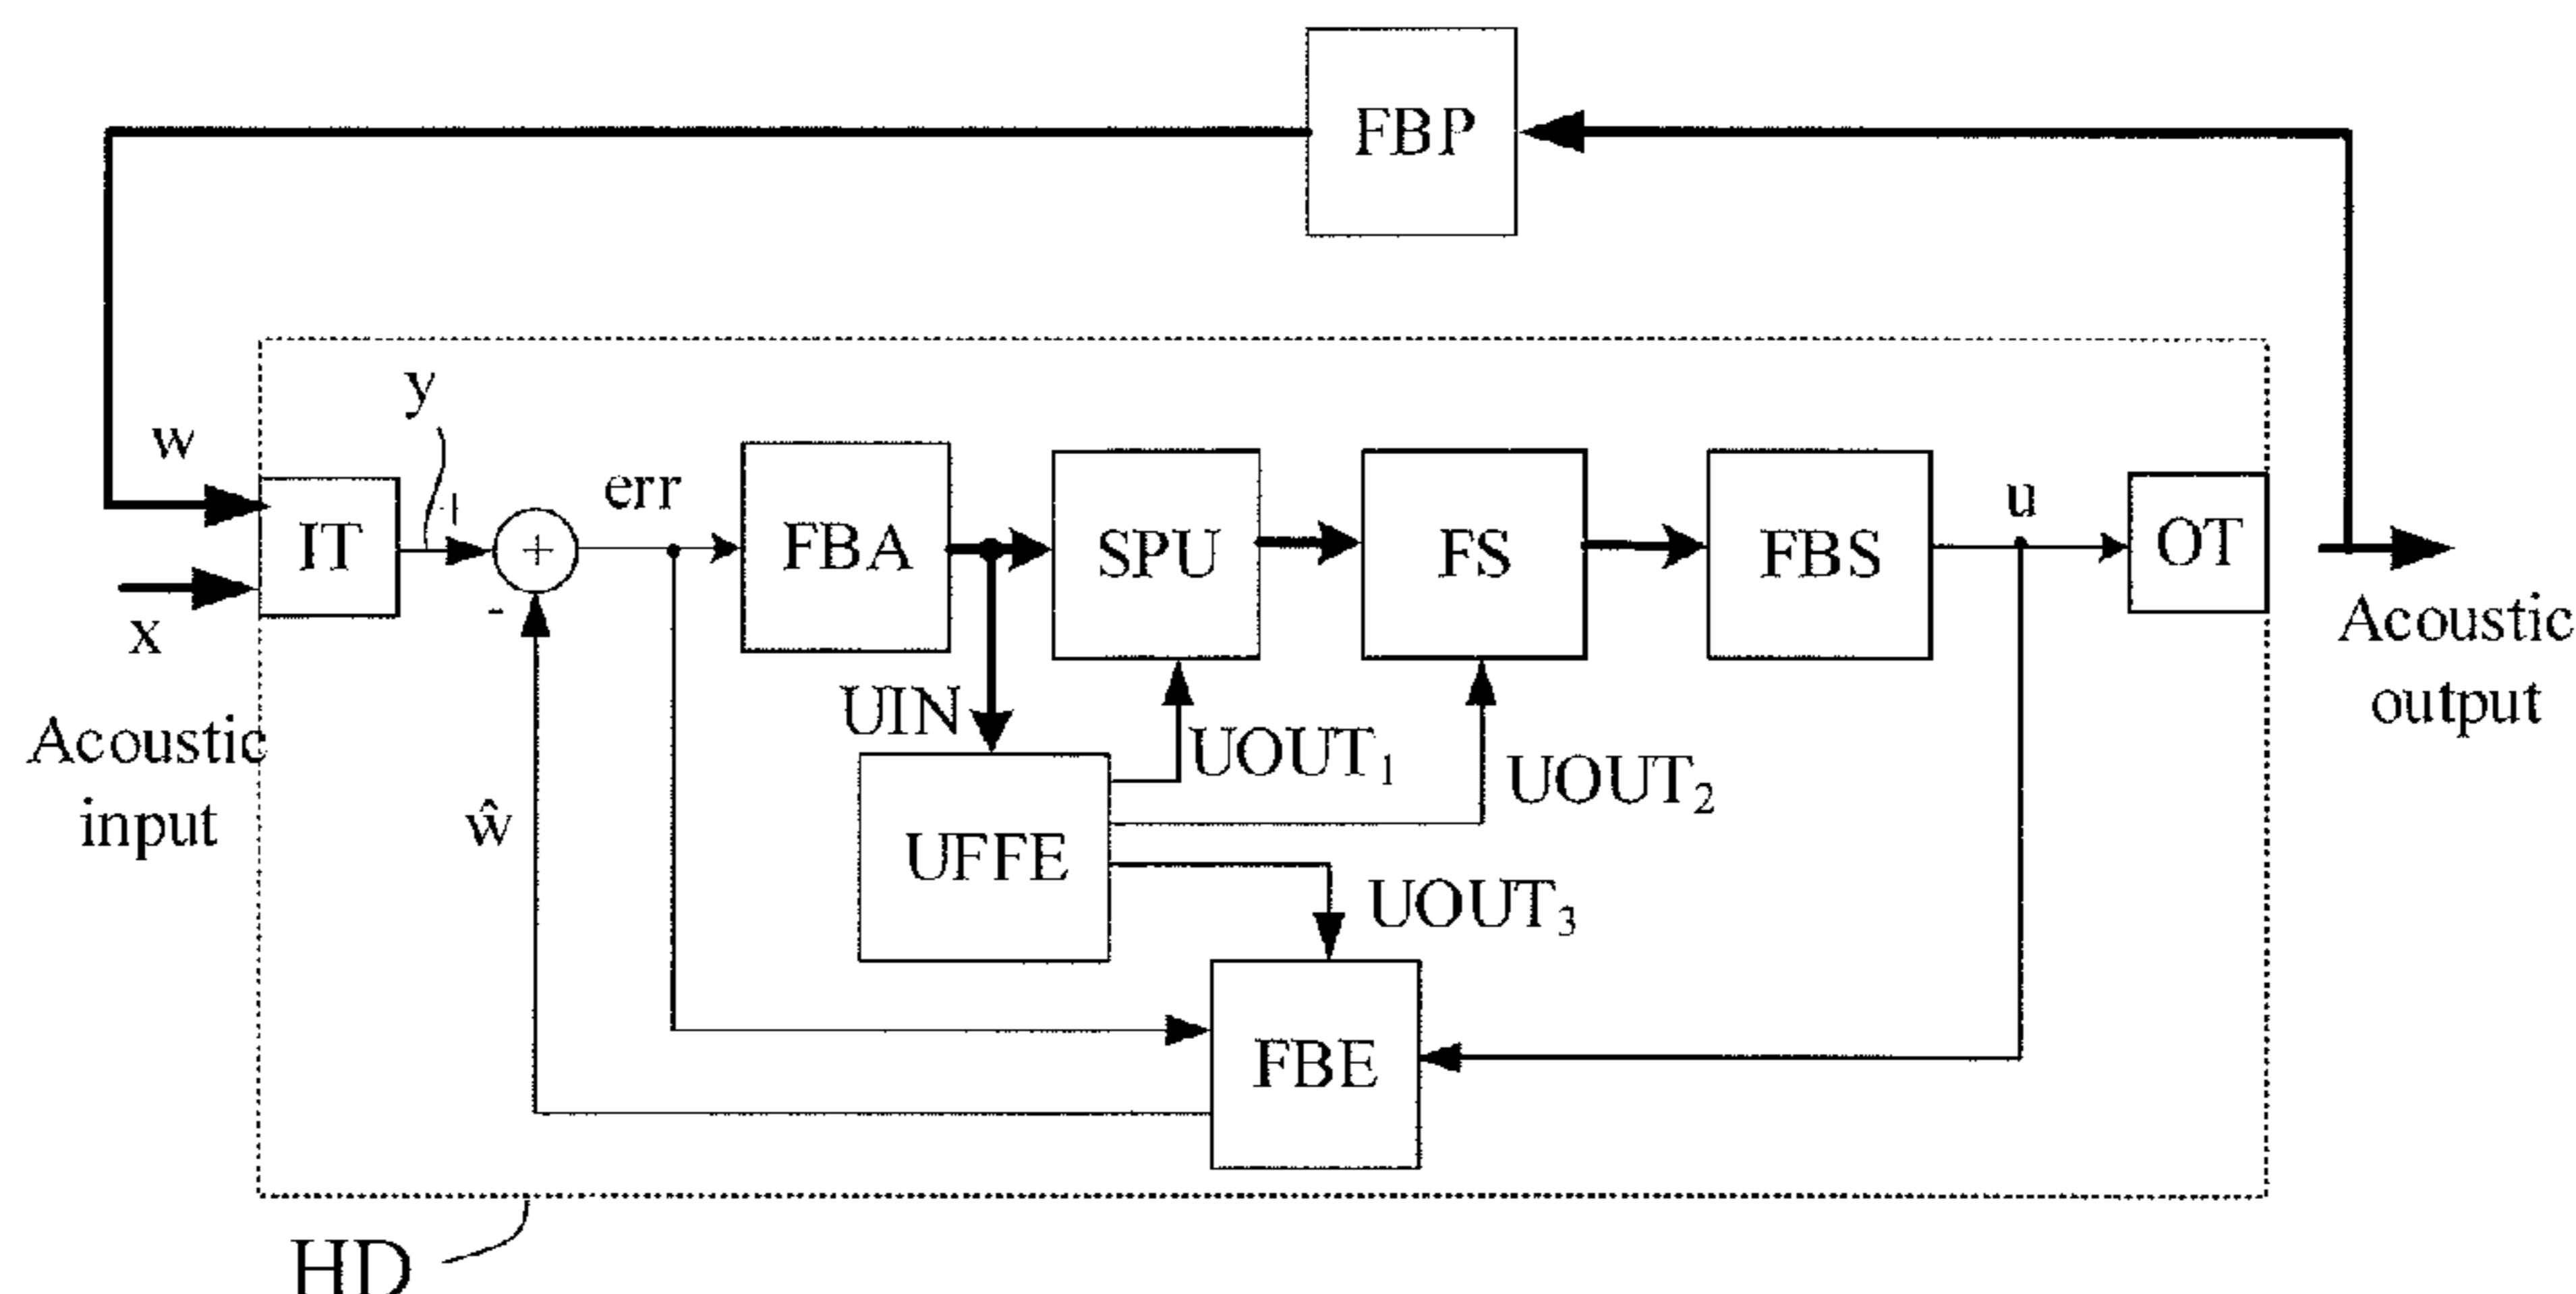 FBP
y
w
+
err
u
IT
+
FBA
SPU
FS
FBS
OT
-
x
Acoustic
input
Acoustic
output
UIN
UOUT₁
UOUT₂
ŵ
UFFE
UOUT₃
FBE
HD